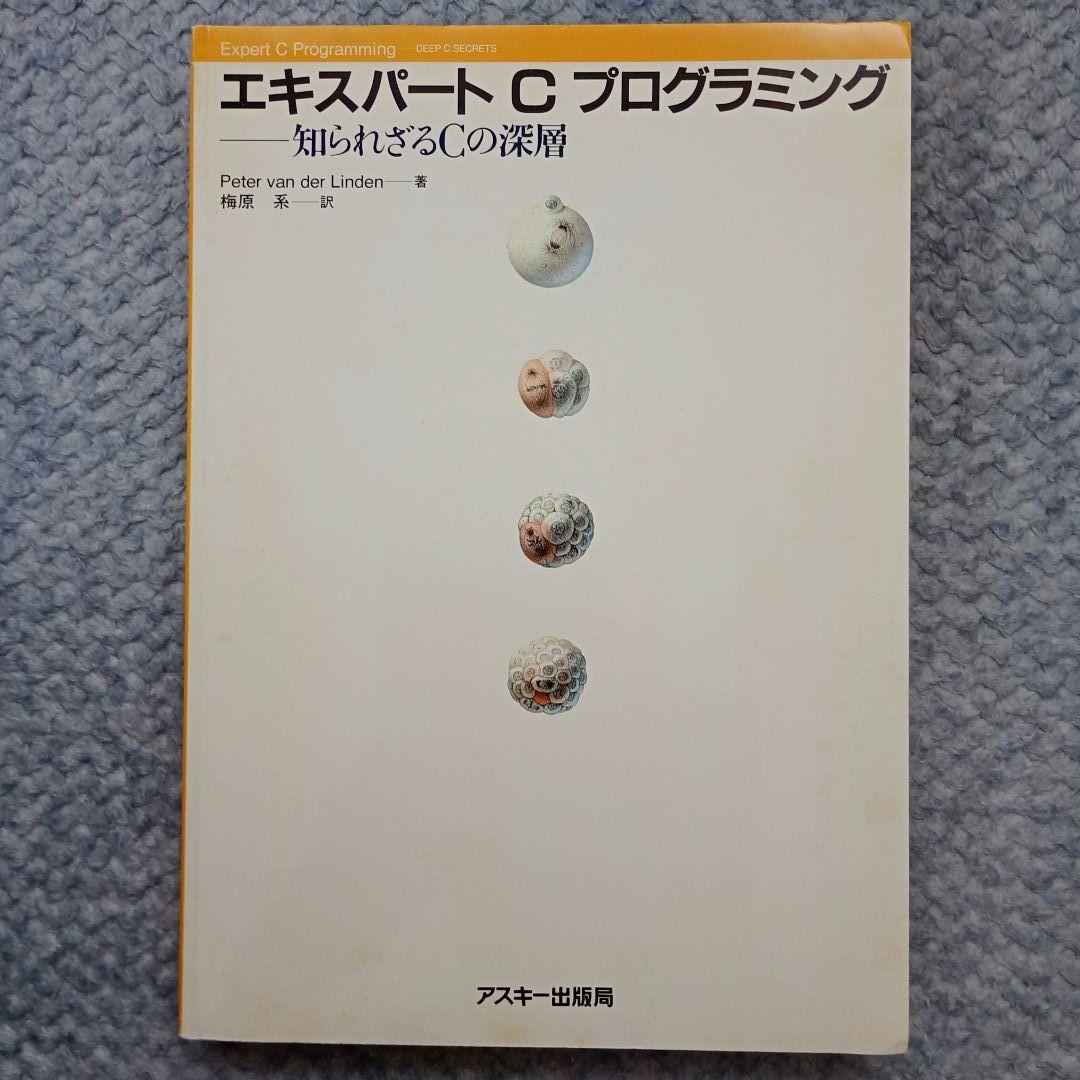 Expert C Programming——DEEP C SECRETS
エキスパート C プログラミング
——知られざるCの深層
Peter van der Linden——著
梅原 系——訳
アスキー出版局